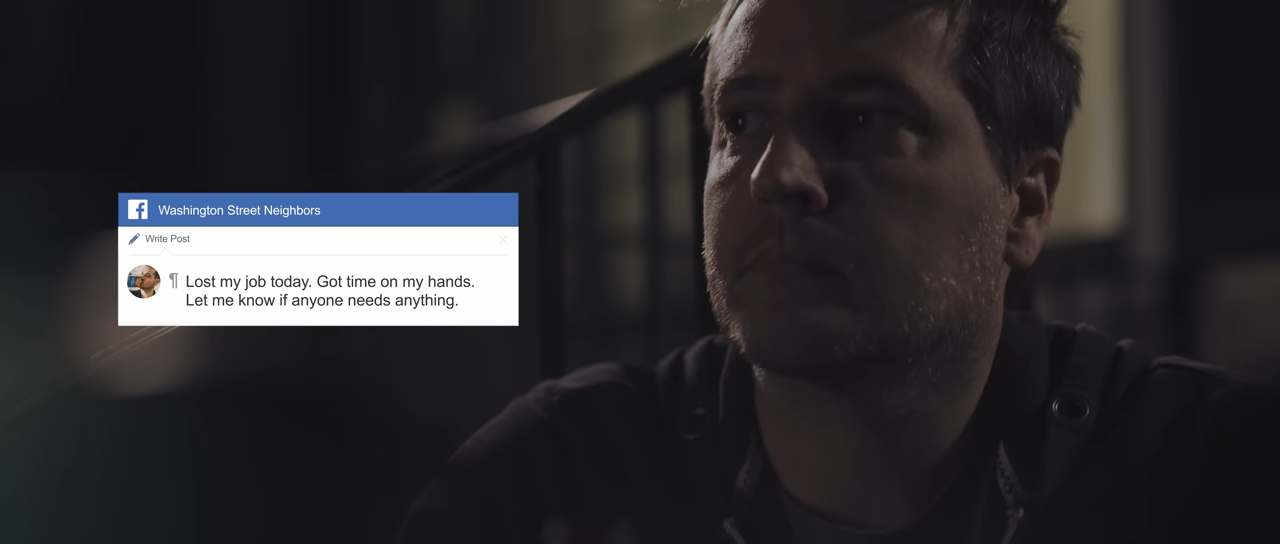 Washington Street Neighbors
Write Post
Lost my job today. Got time on my hands.
Let me know if anyone needs anything.